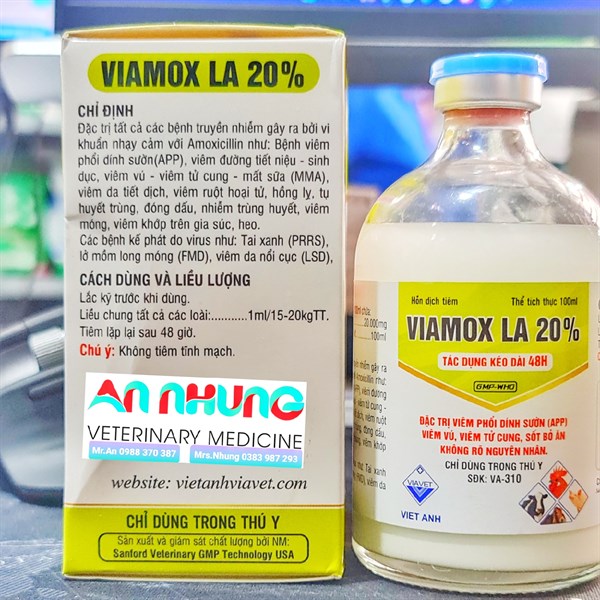 VIAMOX LA 20%
CHỈ ĐỊNH
Đặc trị tất cả các bệnh truyền nhiễm gây ra bởi vi
khuẩn nhạy cảm với Amoxicillin như: Bệnh viêm
phổi dính sườn(APP), viêm đường tiết niệu - sinh
dục, viêm vú - viêm tử cung - mất sữa (MMA),
viêm da tiết dịch, viêm ruột hoại tử, hồng lỵ, tụ
huyết trùng, đóng dấu, nhiễm trùng huyết, viêm
móng, viêm khớp trên gia súc, heo.
Các bệnh kế phát do virus như: Tai xanh (PRRS),
lở mồm long móng (FMD), viêm da nổi cục (LSD),
CÁCH DÙNG VÀ LIỀU LƯỢNG
Lắc kỹ trước khi dùng.
Liều chung tất cả các loài:...........1ml/15-20kgTT.
Tiêm lặp lại sau 48 giờ.
Chú ý: Không tiêm tĩnh mạch.
AN NHUNG
VETERINARY MEDICINE
Mr.An 0988 370 387 Mrs.Nhung 0383 987 293
website: vietanhviavet.com
CHỈ DÙNG TRONG THÚ Y
Sản xuất và giám sát chất lượng bởi NM:
Sanford Veterinary GMP Technology USA
Hỗn dịch tiêm Thể tích thực 100ml
VIAMOX LA 20%
TÁC DỤNG KÉO DÀI 48H
GMP-WHO
ĐẶC TRỊ VIÊM PHỔI DÍNH SƯỜN (APP)
VIÊM VÚ, VIÊM TỬ CUNG, SỐT BỎ ĂN
KHÔNG RÕ NGUYÊN NHÂN.
CHỈ DÙNG TRONG THÚ Y
SĐK: VA-310
VIAVET
VIỆT ANH
chứa:
20.000mg
100ml